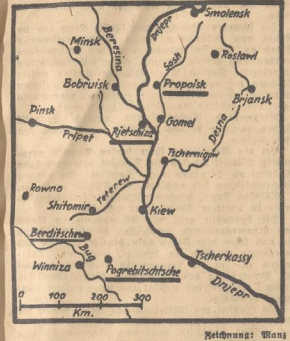 Smolensk
Dnjepr
Minsk
Beresina
Sosh
Roslawl
Bobruisk
Propoisk
Brjansk
Pinsk
Pripet
Rjetschiza
Gomel
Desna
Tschernigow
Rowno
Shitomir
Teterew
Kiew
Berditschew
Bug
Winniza
Pogrebitschtsche
Tscherkassy
Dnjepr
0 100 200 300
Km.
Zeichnung: Manz